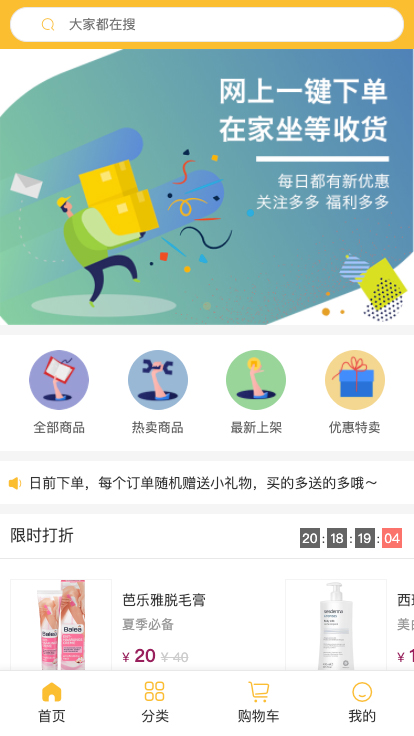 大家都在搜
网上一键下单
在家坐等收货
每日都有新优惠
关注多多 福利多多
全部商品 热卖商品 最新上架 优惠特卖
日前下单，每个订单随机赠送小礼物，买的多送的多哦～
限时打折 20:18:19:04
Balea
Balea
芭乐雅脱毛膏
夏季必备
¥ 20 ¥ 40
sesderma
美白
¥ 1
首页 分类 购物车 我的